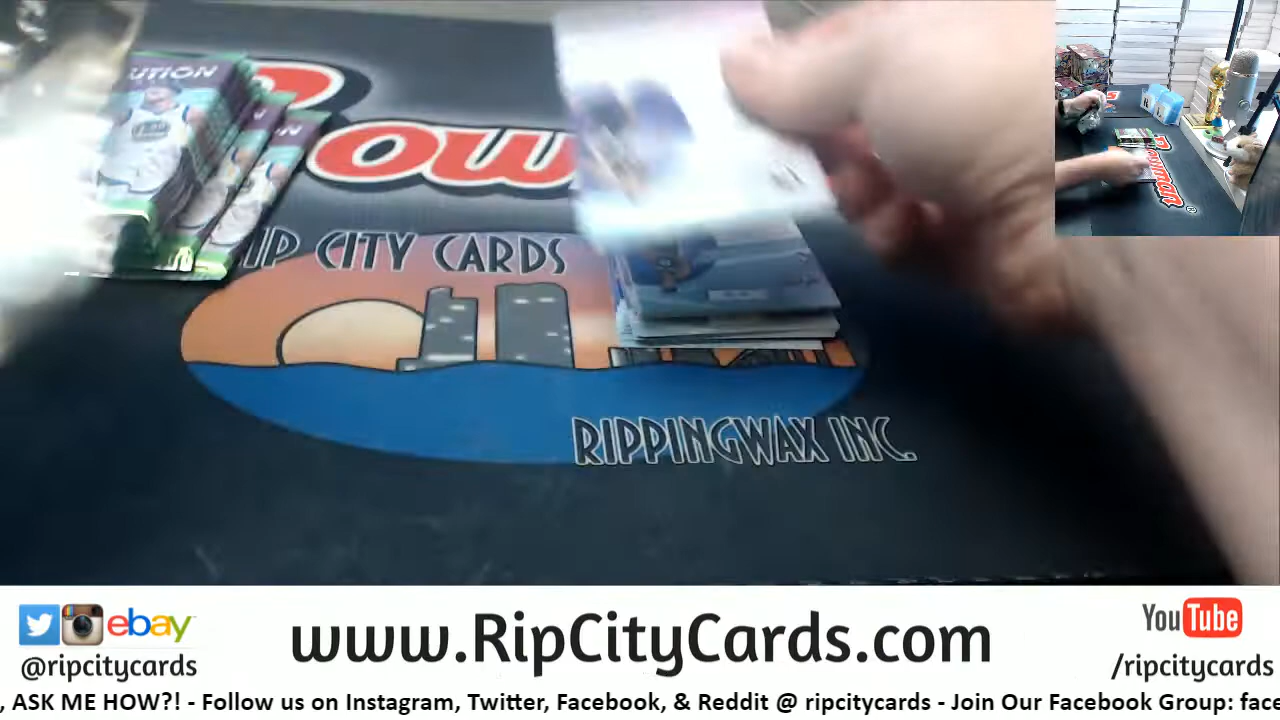 UTION
IP CITY CARDS
RIPPINGWAX INC.
ebay
www.RipCityCards.com
YouTube
@ripcitycards
/ripcitycards
, ASK ME HOW?! - Follow us on Instagram, Twitter, Facebook, & Reddit @ ripcitycards - Join Our Facebook Group: face